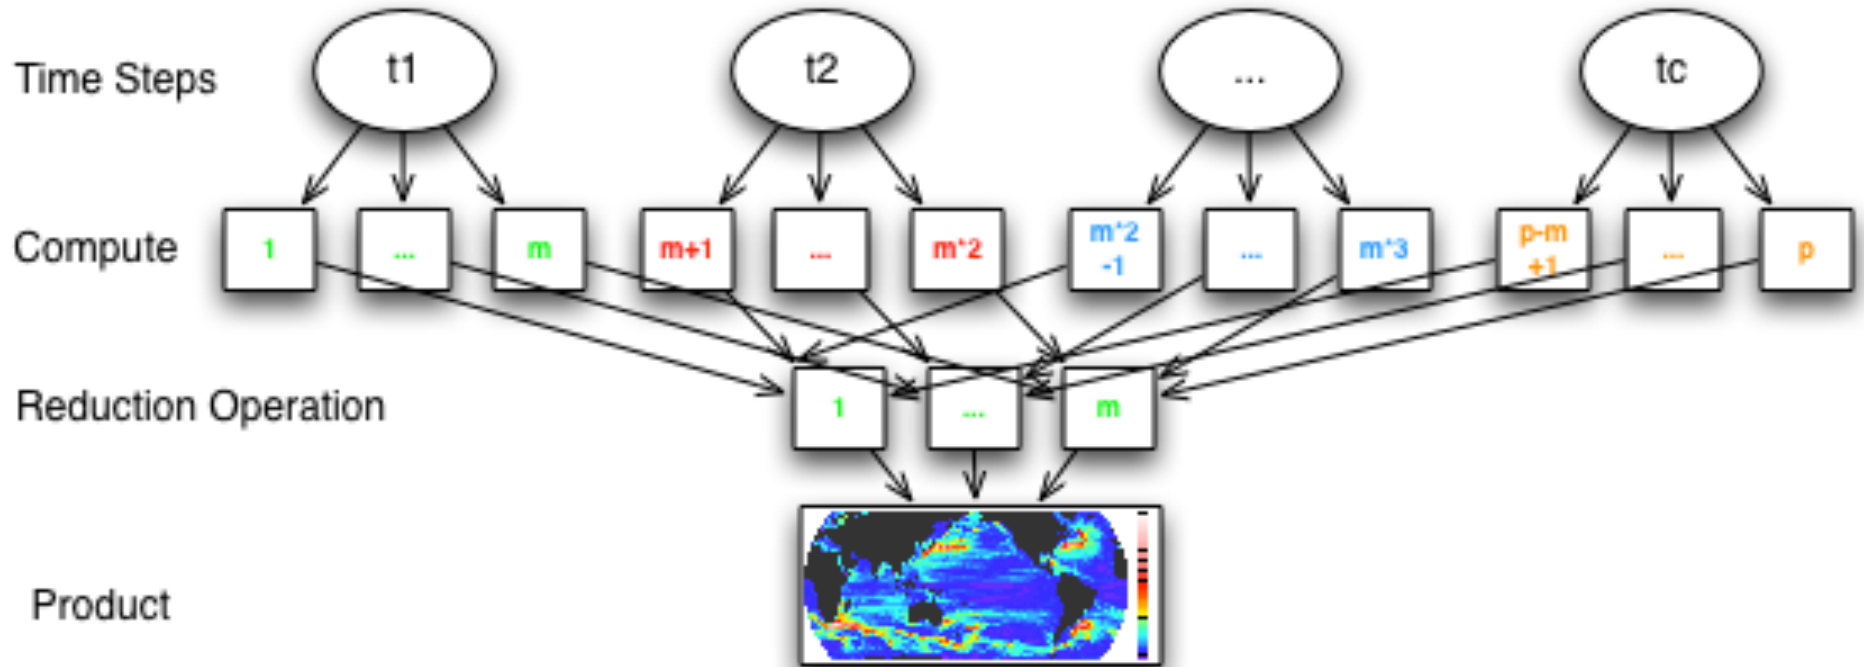 Time Steps
t1
t2
...
tc
Compute
1
...
m
m+1
...
m*2
m*2
-1
...
m*3
p-m
+1
...
p
Reduction Operation
1
...
m
Product